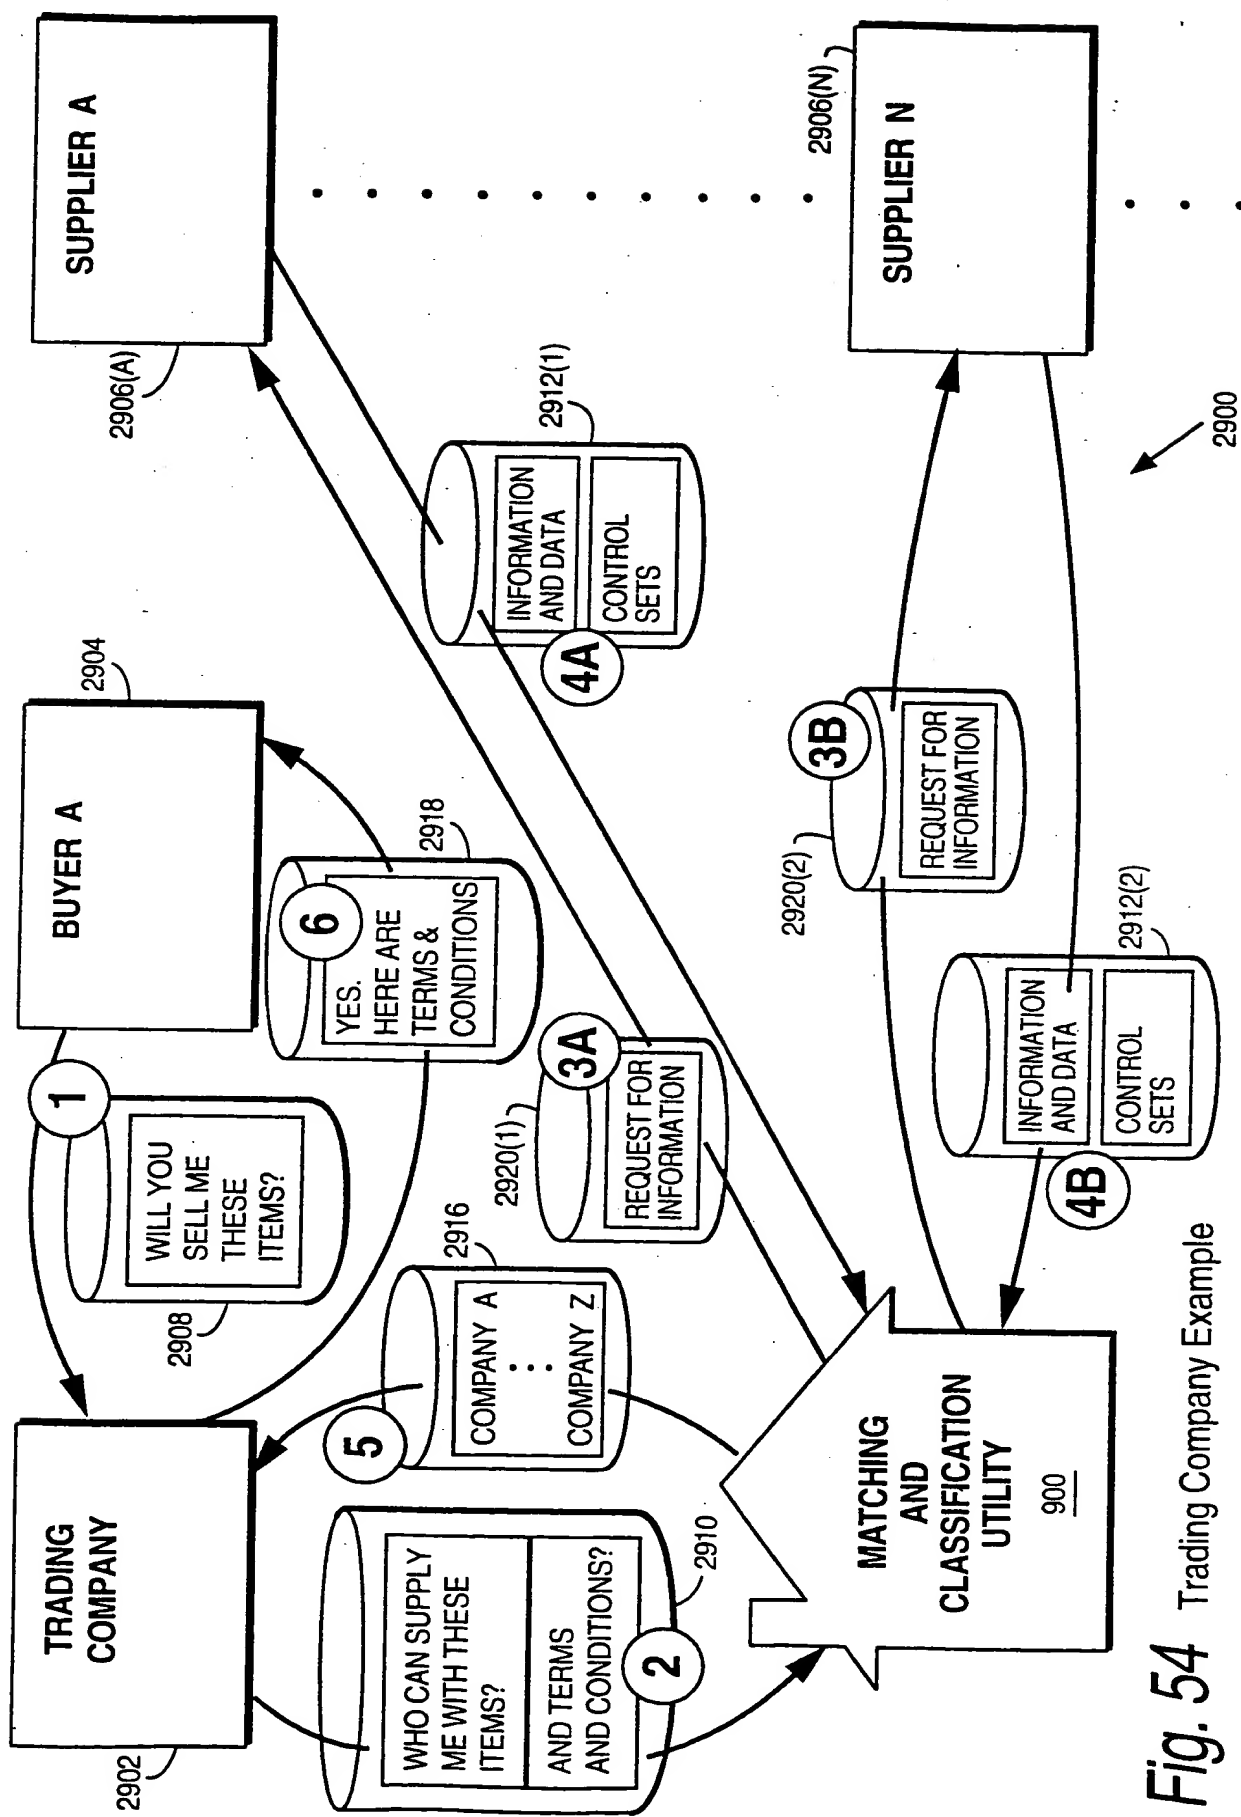 TRADING
COMPANY
2902
BUYER A
2904
SUPPLIER A
2906(A)
1
WILL YOU
SELL ME
THESE
ITEMS?
2908
6
YES.
HERE ARE
TERMS &
CONDITIONS
2918
2
WHO CAN SUPPLY
ME WITH THESE
ITEMS?
AND TERMS
AND CONDITIONS?
2910
5
COMPANY A
COMPANY Z
2916
3A
REQUEST FOR
INFORMATION
2920(1)
4A
INFORMATION
AND DATA
CONTROL
SETS
2912(1)
MATCHING
AND
CLASSIFICATION
UTILITY
900
3B
REQUEST FOR
INFORMATION
2920(2)
4B
INFORMATION
AND DATA
CONTROL
SETS
2912(2)
SUPPLIER N
2906(N)
2900
Fig. 54 Trading Company Example